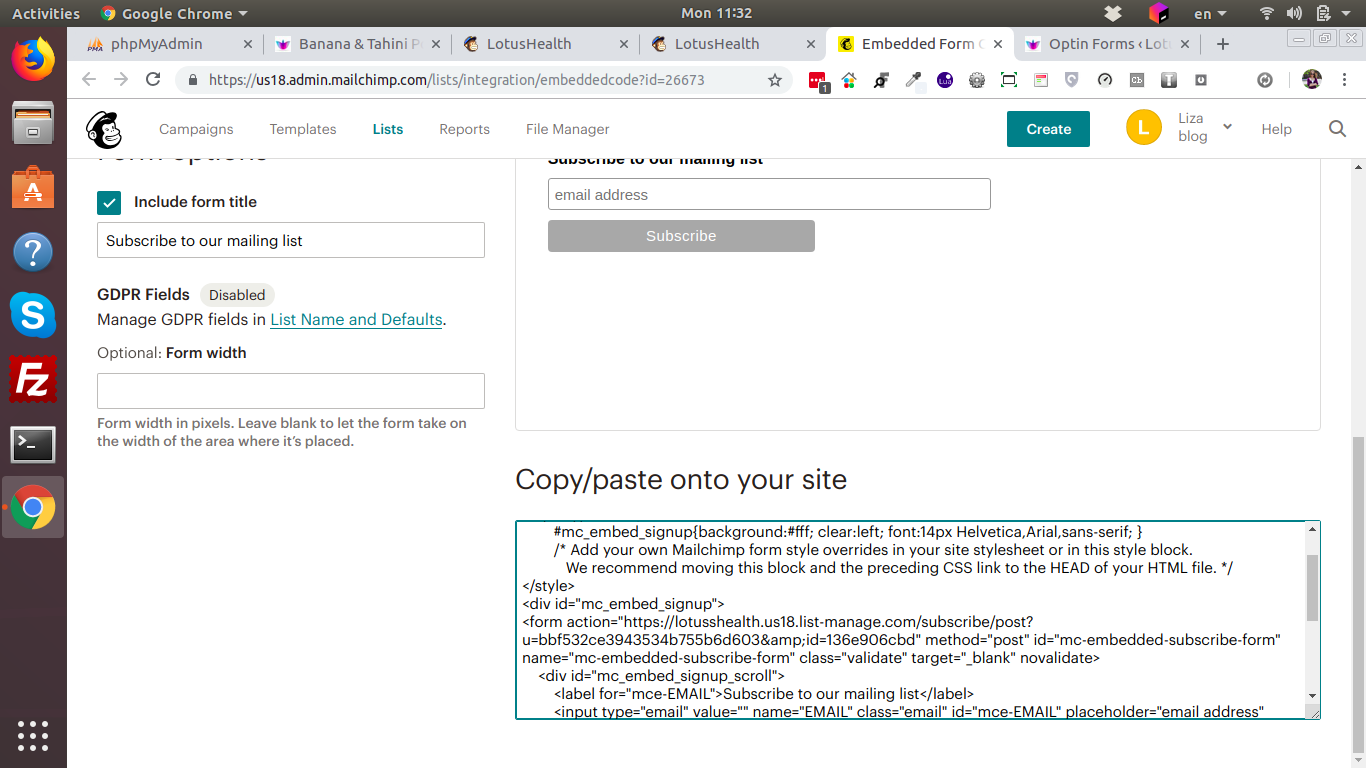 Activities
Google Chrome
Mon 11:32
en
phpMyAdmin
Banana & Tahini P
LotusHealth
LotusHealth
Embedded Form C
Optin Forms ‹ Lot
https://us18.admin.mailchimp.com/lists/integration/embeddedcode?id=26673
1
Campaigns
Templates
Lists
Reports
File Manager
Create
L
Liza
blog
Help
Form options
Include form title
Subscribe to our mailing list
GDPR Fields
Disabled
Manage GDPR fields in List Name and Defaults.
Optional: Form width
Form width in pixels. Leave blank to let the form take on
the width of the area where it's placed.
Subscribe to our mailing list
email address
Subscribe
Copy/paste onto your site
#mc_embed_signup{background:#fff; clear:left; font:14px Helvetica,Arial,sans-serif; }
/* Add your own Mailchimp form style overrides in your site stylesheet or in this style block.
We recommend moving this block and the preceding CSS link to the HEAD of your HTML file. */
</style>
<div id="mc_embed_signup">
<form action="https://lotusshealth.us18.list-manage.com/subscribe/post?
u=bbf532ce3943534b755b6d603&amp;id=136e906cbd" method="post" id="mc-embedded-subscribe-form"
name="mc-embedded-subscribe-form" class="validate" target="_blank" novalidate>
<div id="mc_embed_signup_scroll">
<label for="mce-EMAIL">Subscribe to our mailing list</label>
<input type="email" value="" name="EMAIL" class="email" id="mce-EMAIL" placeholder="email address"